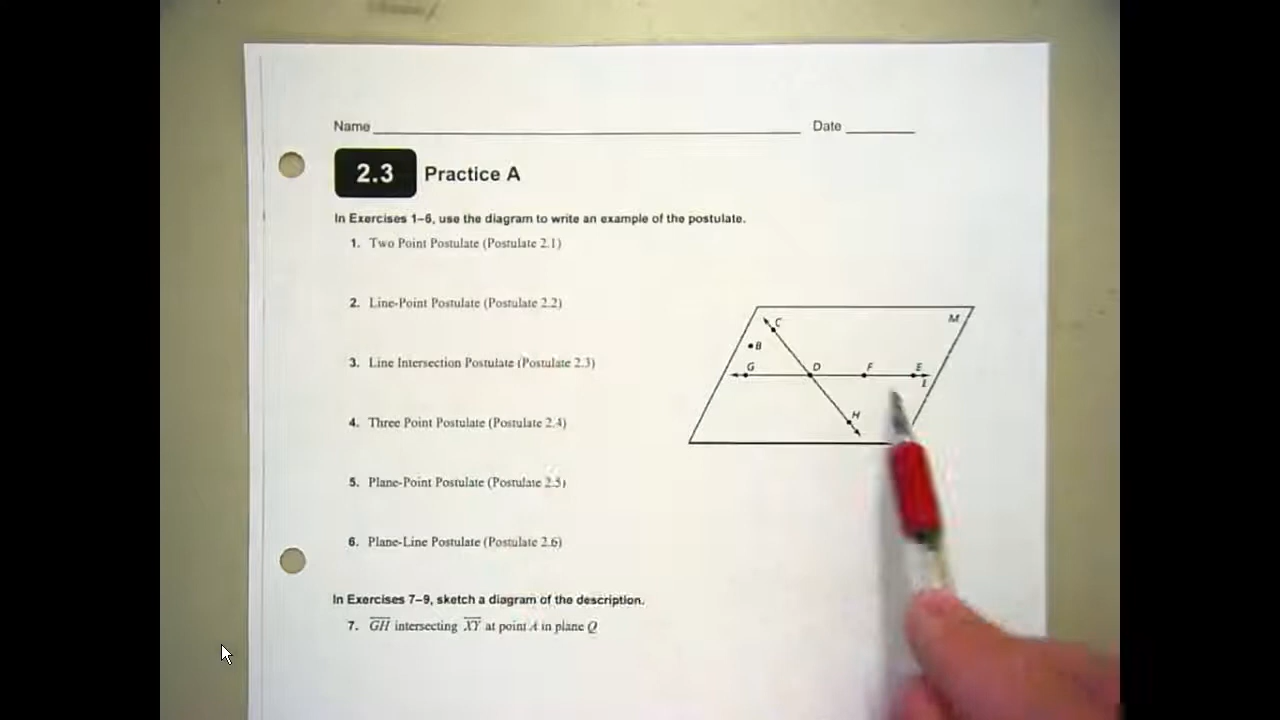 Name Date
2.3 Practice A
In Exercises 1–6, use the diagram to write an example of the postulate.
1. Two Point Postulate (Postulate 2.1)
2. Line-Point Postulate (Postulate 2.2)
3. Line Intersection Postulate (Postulate 2.3)
4. Three Point Postulate (Postulate 2.4)
5. Plane-Point Postulate (Postulate 2.5)
6. Plane-Line Postulate (Postulate 2.6)
C M
B
G D F E
H
In Exercises 7–9, sketch a diagram of the description.
7. GH intersecting XY at point A in plane Q